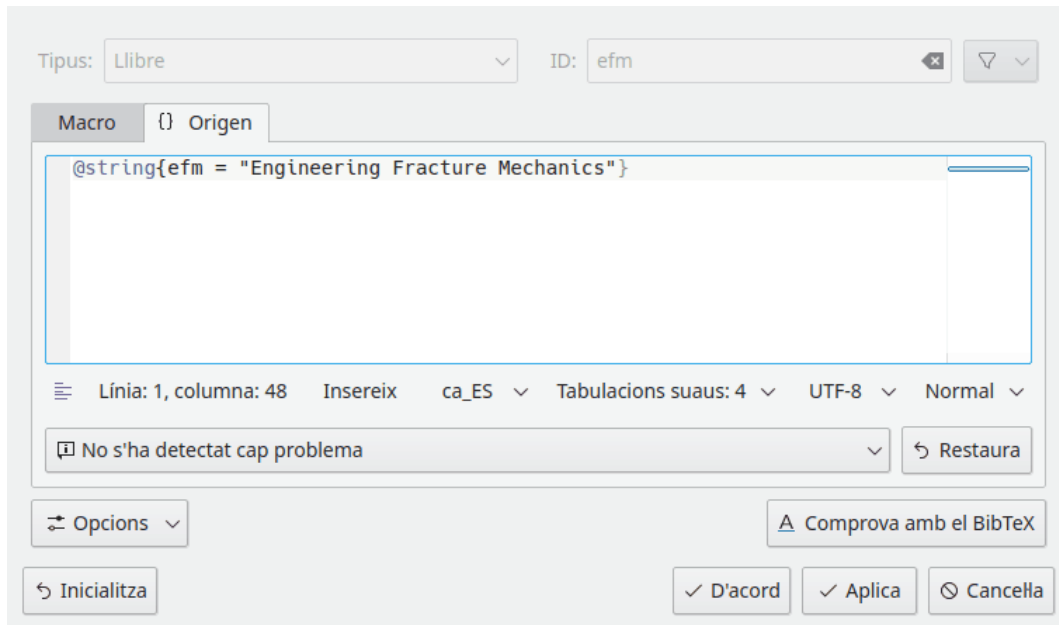 Tipus: Llibre ID: efm
Macro {} Origen
@string{efm = "Engineering Fracture Mechanics"}
Línia: 1, columna: 48 Insereix ca_ES Tabulacions suaus: 4 UTF-8 Normal
No s'ha detectat cap problema Restaura
Opcions A Comprova amb el BibTeX
Inicialitza D'acord Aplica Cancel·la